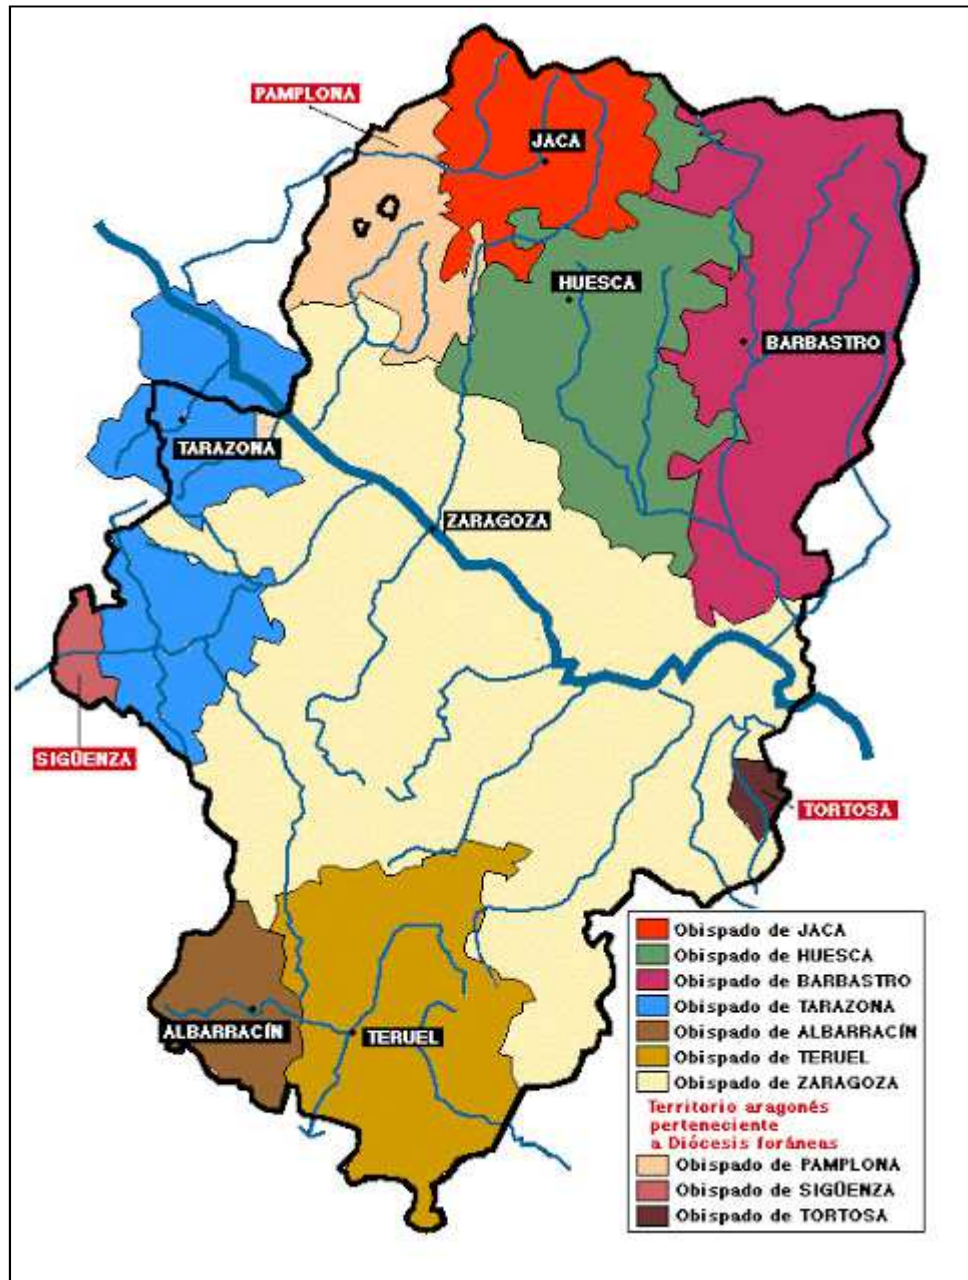 PAMPLONA
JACA
HUESCA
BARBASTRO
TARAZONA
ZARAGOZA
SIGÜENZA
TORTOSA
ALBARRACÍN
TERUEL
Obispado de JACA
Obispado de HUESCA
Obispado de BARBASTRO
Obispado de TARAZONA
Obispado de ALBARRACÍN
Obispado de TERUEL
Obispado de ZARAGOZA
Territorio aragonés
perteneciente
a Diócesis foráneas
Obispado de PAMPLONA
Obispado de SIGÜENZA
Obispado de TORTOSA